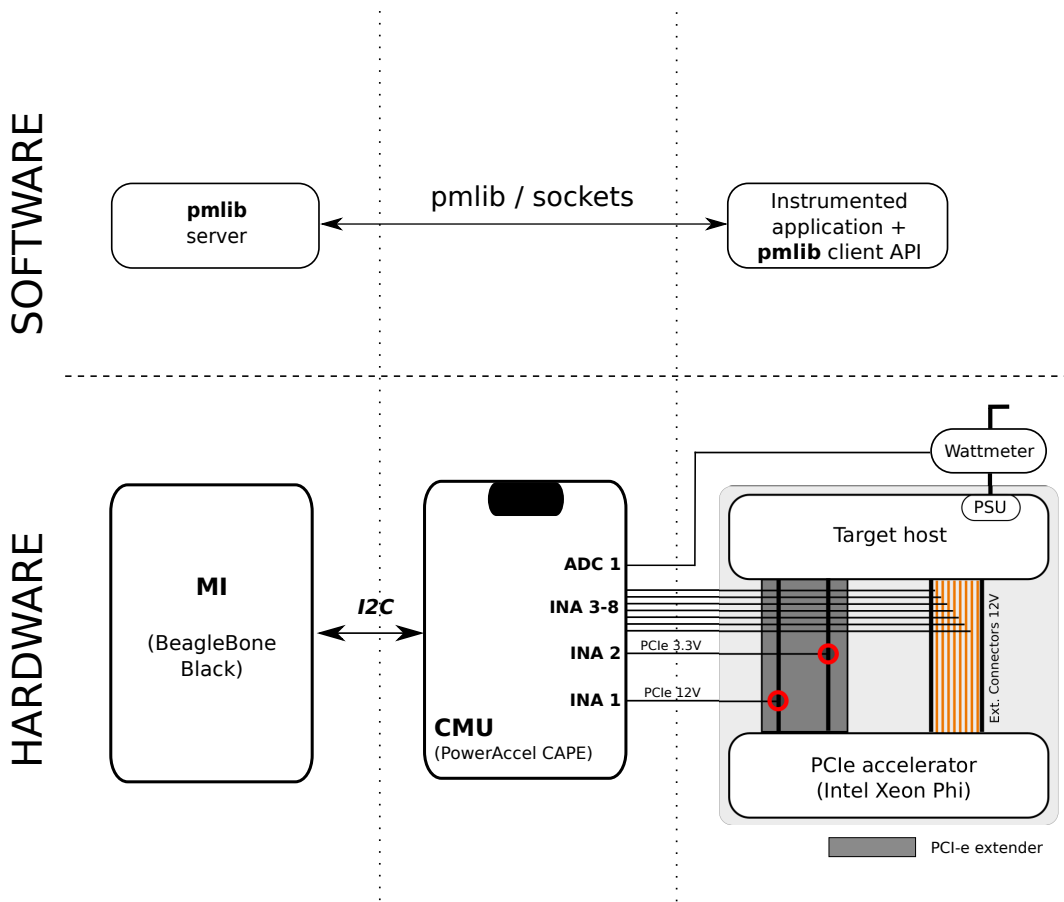 SOFTWARE
pmlib
server
pmlib / sockets
Instrumented
application +
pmlib client API
HARDWARE
MI
(BeagleBone
Black)
I2C
ADC 1
INA 3-8
INA 2
INA 1
CMU
(PowerAccel CAPE)
PCIe 3.3V
PCIe 12V
Wattmeter
PSU
Target host
Ext. Connectors 12V
PCIe accelerator
(Intel Xeon Phi)
PCI-e extender